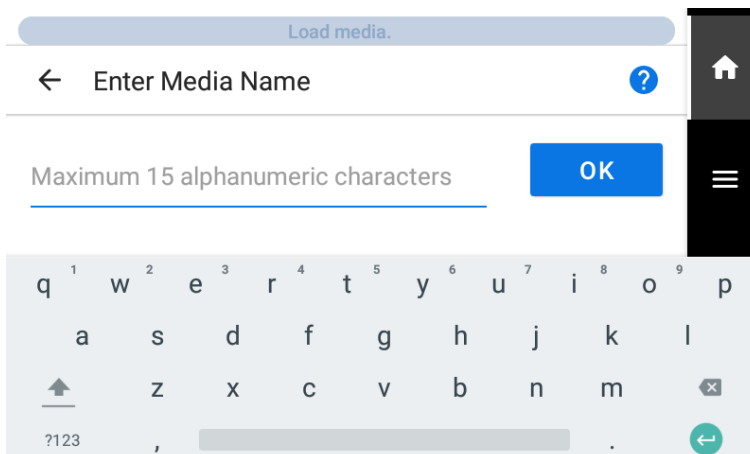 Load media.
Enter Media Name ?
Maximum 15 alphanumeric characters OK
q 1 w 2 e 3 r 4 t 5 y 6 u 7 i 8 o 9 p
a s d f g h j k l
z x c v b n m
?123 , .